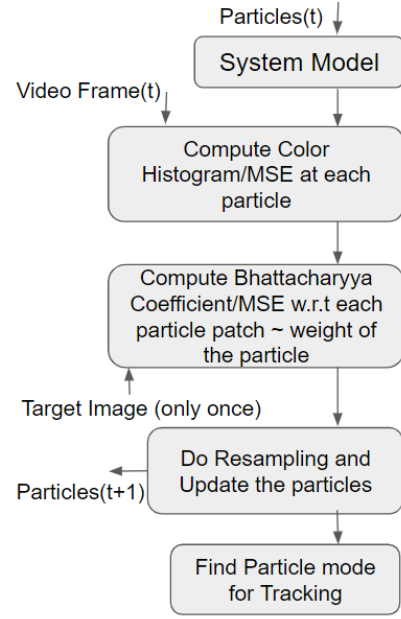 Particles(t)
System Model
Video Frame(t)
Compute Color
Histogram/MSE at each
particle
Compute Bhattacharyya
Coefficient/MSE w.r.t each
particle patch ~ weight of
the particle
Target Image (only once)
Do Resampling and
Update the particles
Particles(t+1)
Find Particle mode
for Tracking